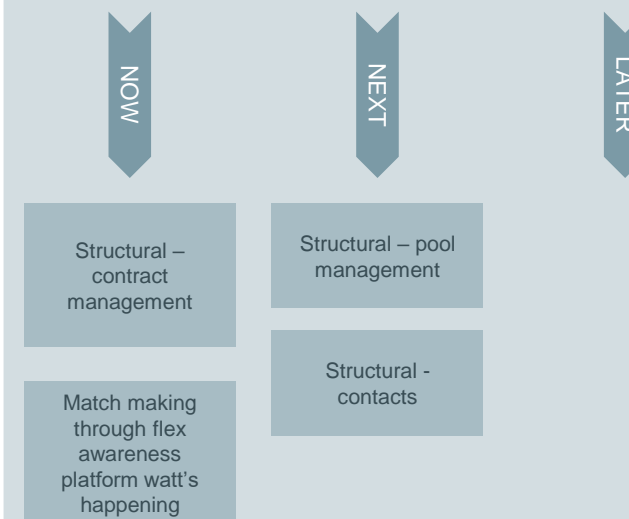 NOW
NEXT
LATER
Structural –
contract
management
Match making
through flex
awareness
platform watt's
happening
Structural – pool
management
Structural -
contacts